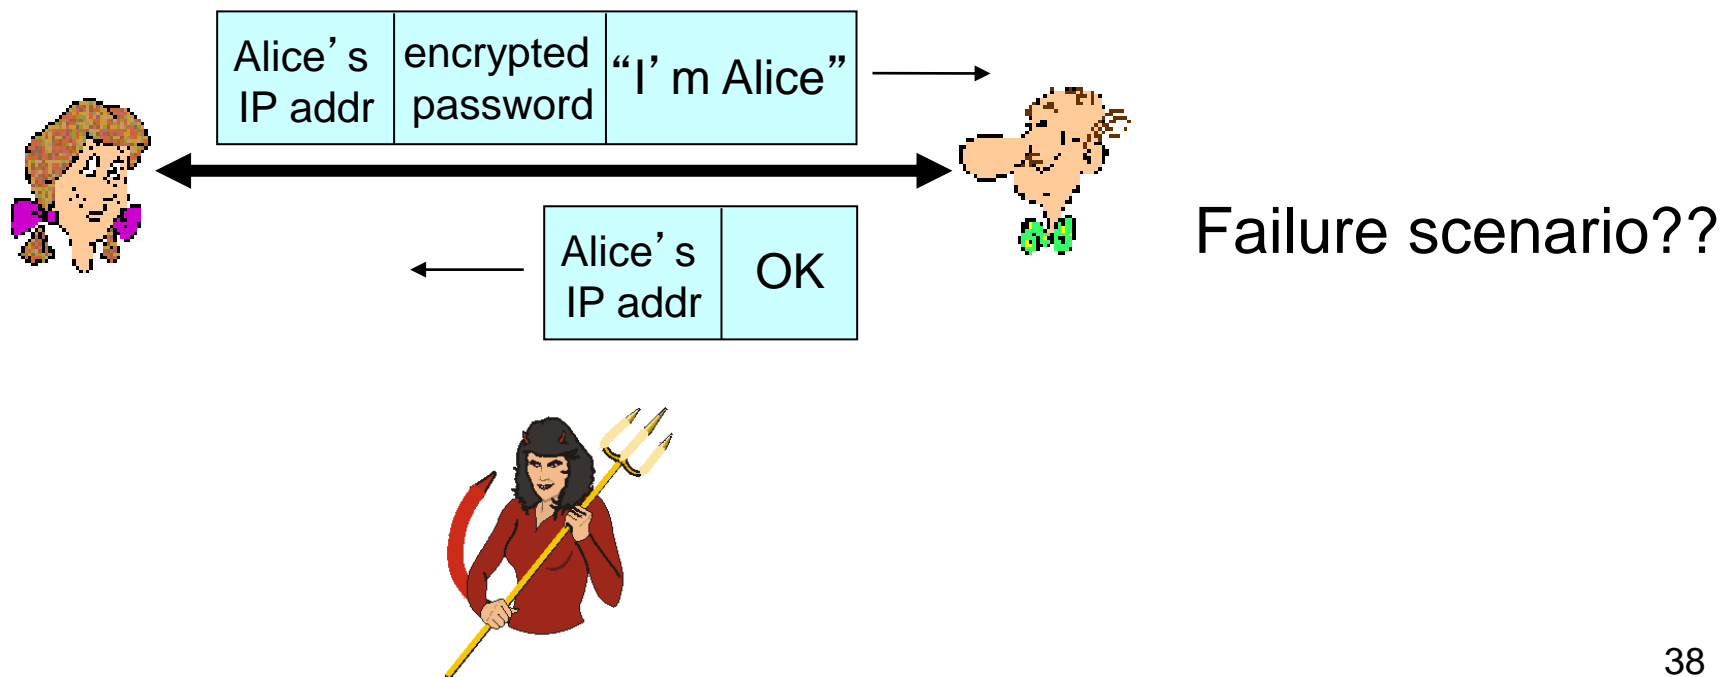 Alice’s
IP addr
encrypted
password
“I’m Alice”
Failure scenario??
Alice’s
IP addr
OK
38